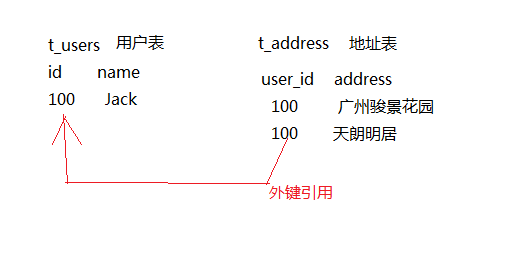 t_users 用户表
id name
100 Jack
t_address 地址表
user_id address
100 广州骏景花园
100 天朗明居
外键引用